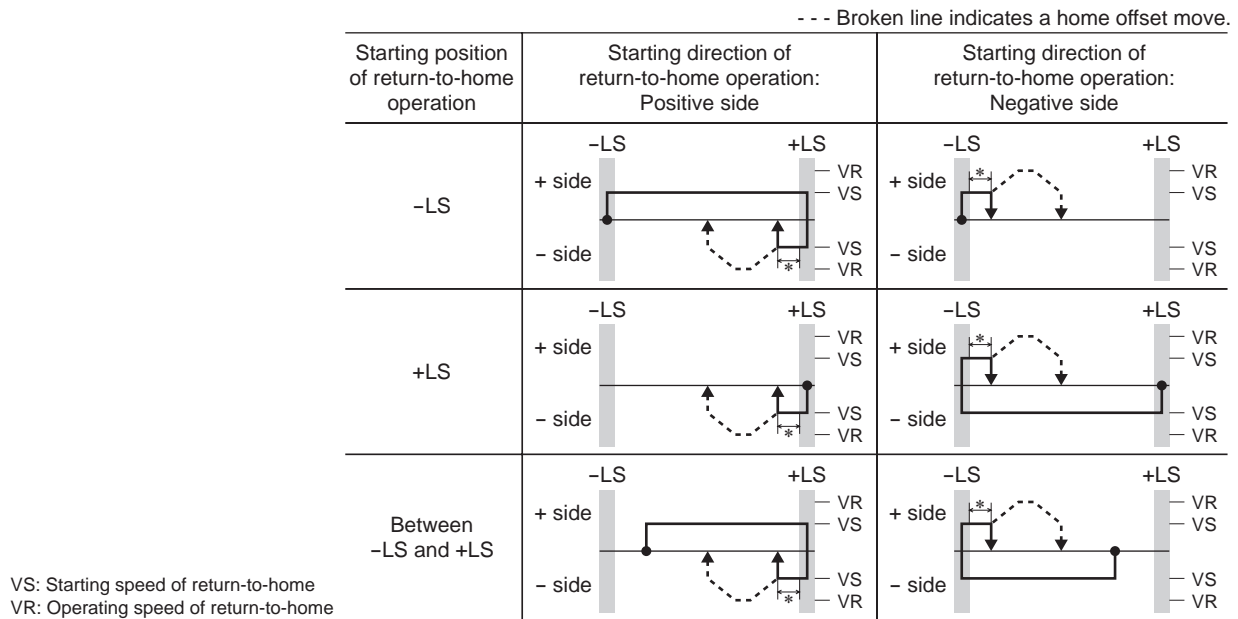 - - - Broken line indicates a home offset move.
Starting position
of return-to-home
operation
Starting direction of
return-to-home operation:
Positive side
Starting direction of
return-to-home operation:
Negative side
−LS
−LS +LS
+ side
− side
VR
VS
VS
VR
*
−LS +LS
+ side
− side
VR
VS
VS
VR
*
+LS
−LS +LS
+ side
− side
VR
VS
VS
VR
*
−LS +LS
+ side
− side
VR
VS
VS
VR
*
Between
−LS and +LS
−LS +LS
+ side
− side
VR
VS
VS
VR
*
−LS +LS
+ side
− side
VR
VS
VS
VR
*
VS: Starting speed of return-to-home
VR: Operating speed of return-to-home